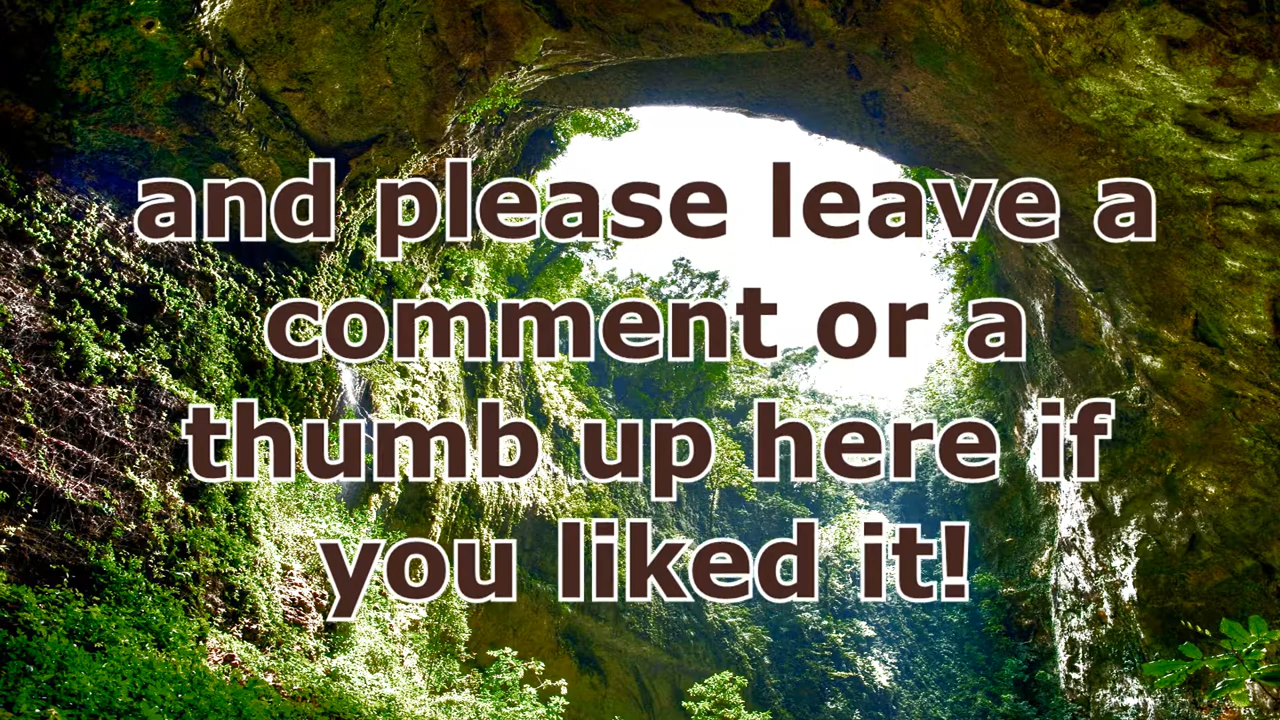 and please leave a
comment or a
thumb up here if
you liked it!